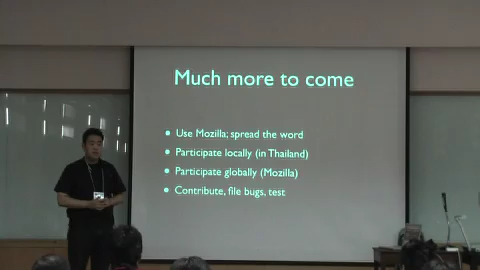 Much more to come
Use Mozilla; spread the word
Participate locally (in Thailand)
Participate globally (Mozilla)
Contribute, file bugs, test